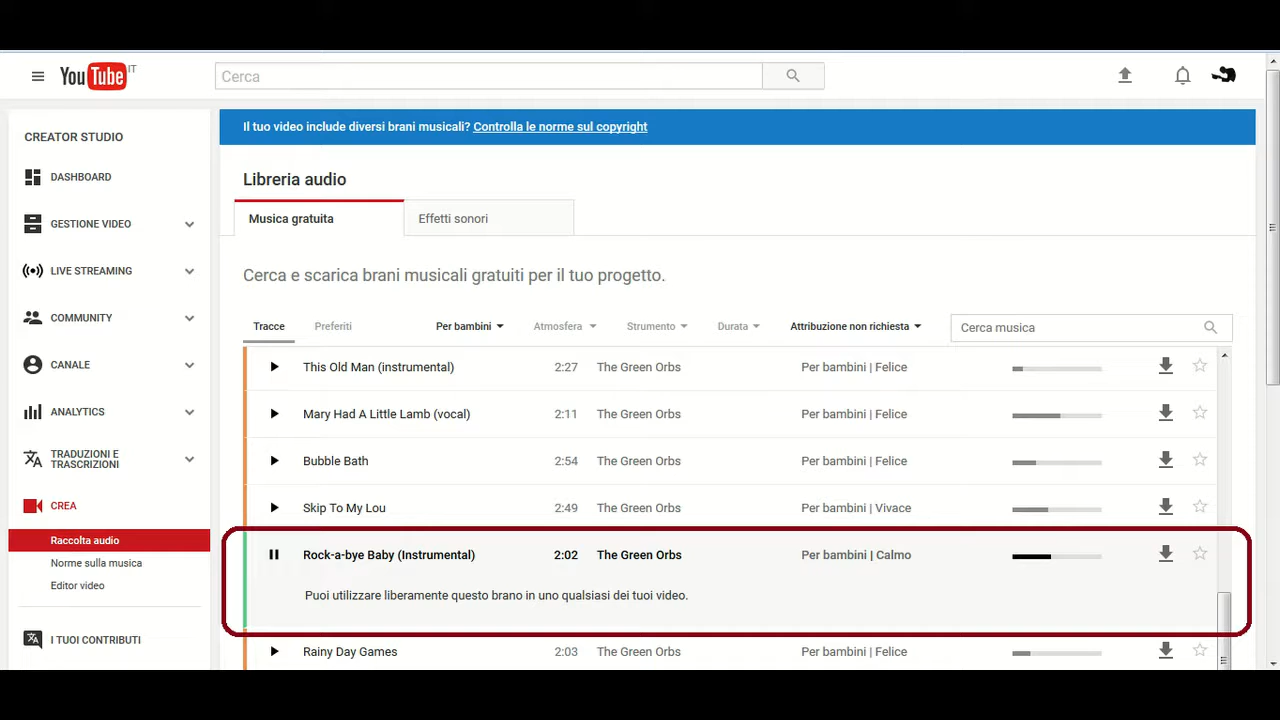 YouTube IT
Cerca
CREATOR STUDIO
DASHBOARD
GESTIONE VIDEO
LIVE STREAMING
COMMUNITY
CANALE
ANALYTICS
TRADUZIONI E
TRASCRIZIONI
CREA
Raccolta audio
Norme sulla musica
Editor video
I TUOI CONTRIBUTI
Il tuo video include diversi brani musicali? Controlla le norme sul copyright
Libreria audio
Musica gratuita Effetti sonori
Cerca e scarica brani musicali gratuiti per il tuo progetto.
Tracce Preferiti Per bambini Atmosfera Strumento Durata Attribuzione non richiesta Cerca musica
This Old Man (instrumental) 2:27 The Green Orbs Per bambini | Felice
Mary Had A Little Lamb (vocal) 2:11 The Green Orbs Per bambini | Felice
Bubble Bath 2:54 The Green Orbs Per bambini | Felice
Skip To My Lou 2:49 The Green Orbs Per bambini | Vivace
Rock-a-bye Baby (Instrumental) 2:02 The Green Orbs Per bambini | Calmo
Puoi utilizzare liberamente questo brano in uno qualsiasi dei tuoi video.
Rainy Day Games 2:03 The Green Orbs Per bambini | Felice